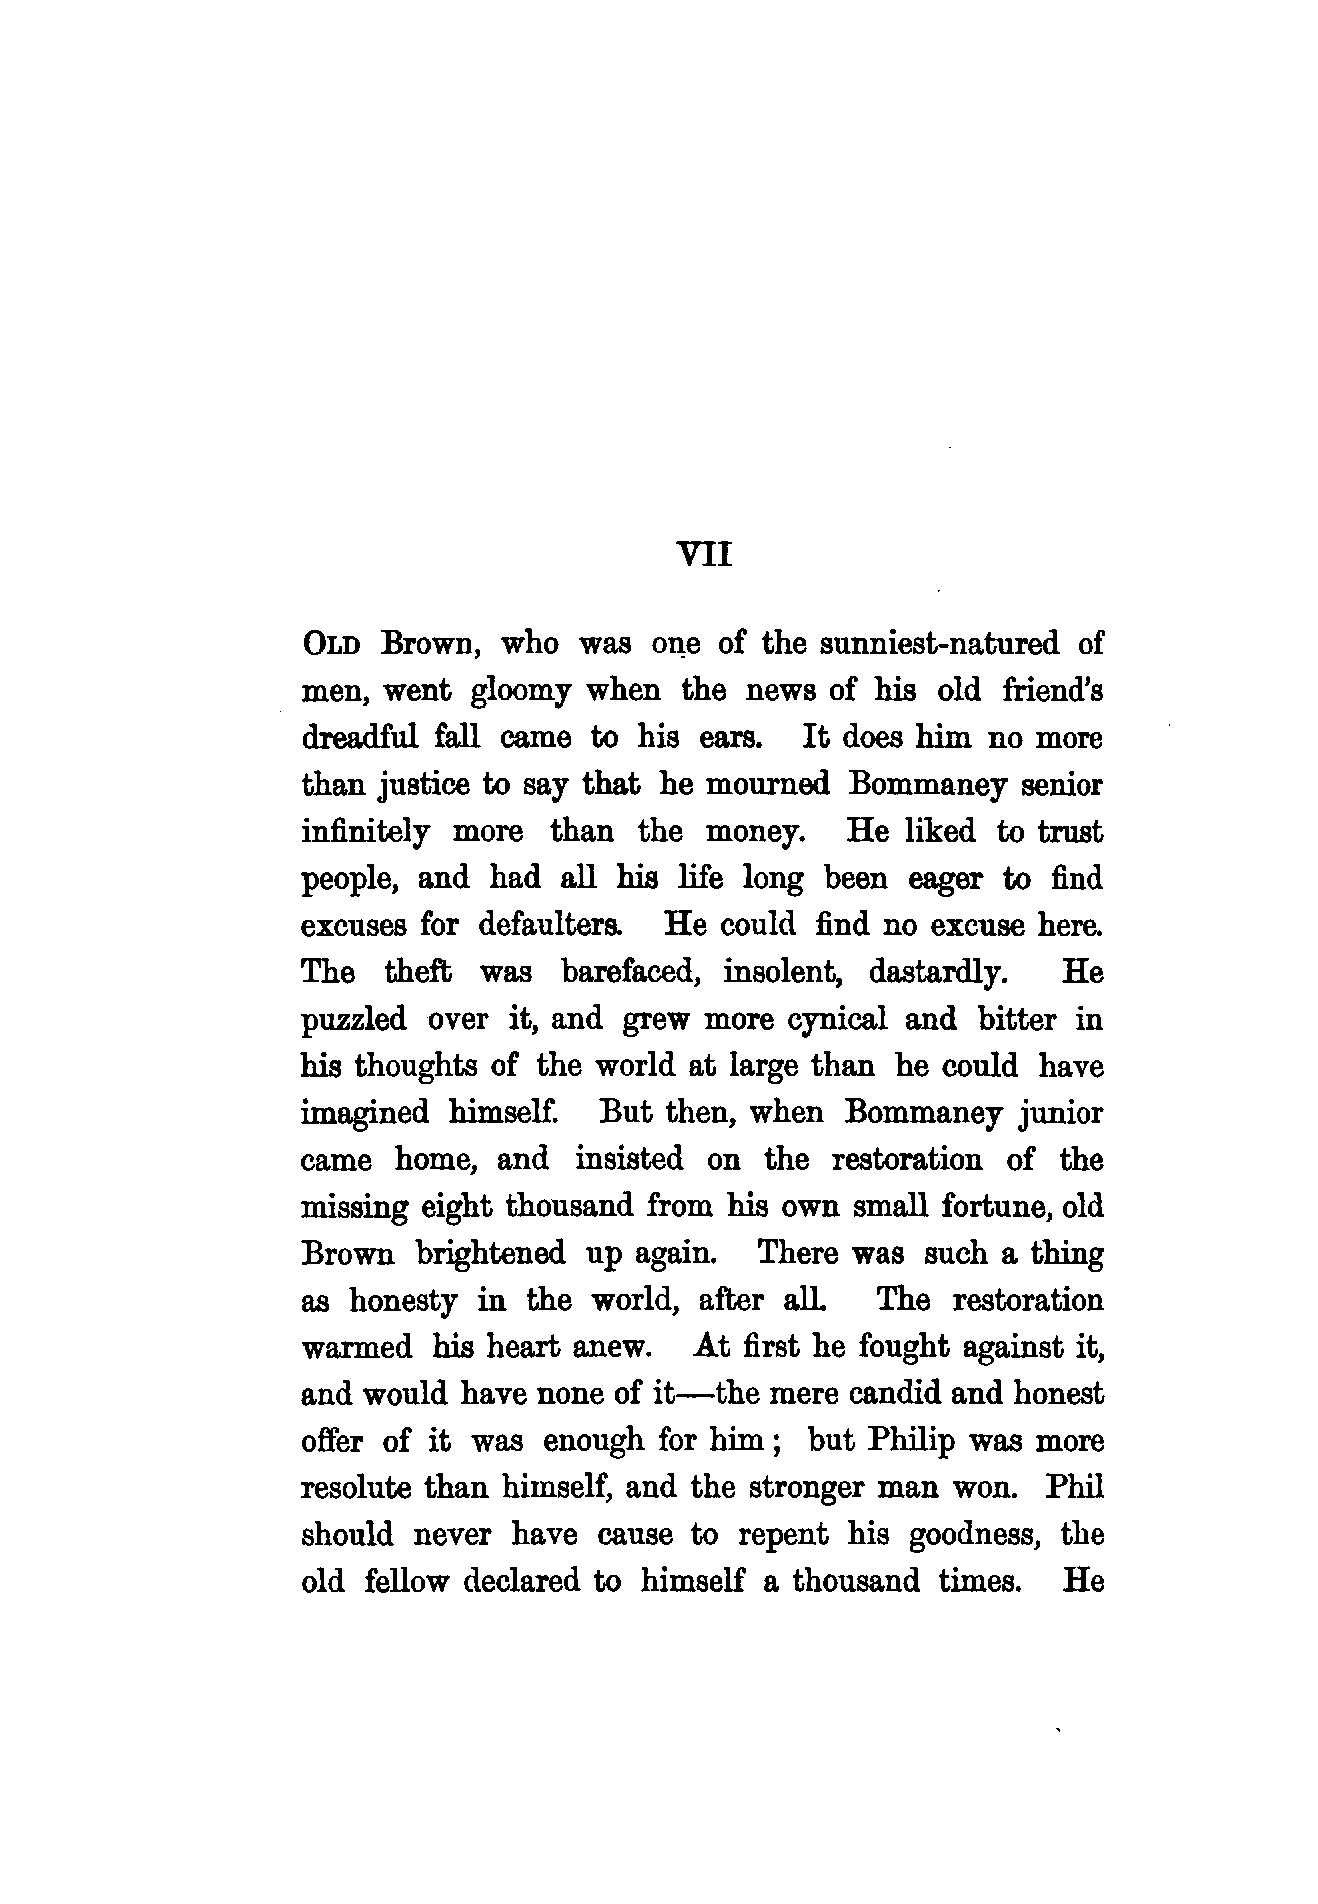 VII
Old Brown, who was one of the sunniest-natured of
men, went gloomy when the news of his old friend's
dreadful fall came to his ears. It does him no more
than justice to say that he mourned Bommaney senior
infinitely more than the money. He liked to trust
people, and had all his life long been eager to find
excuses for defaulters. He could find no excuse here.
The theft was barefaced, insolent, dastardly. He
puzzled over it, and grew more cynical and bitter in
his thoughts of the world at large than he could have
imagined himself. But then, when Bommaney junior
came home, and insisted on the restoration of the
missing eight thousand from his own small fortune, old
Brown brightened up again. There was such a thing
as honesty in the world, after all. The restoration
warmed his heart anew. At first he fought against it,
and would have none of it—the mere candid and honest
offer of it was enough for him; but Philip was more
resolute than himself, and the stronger man won. Phil
should never have cause to repent his goodness, the
old fellow declared to himself a thousand times. He